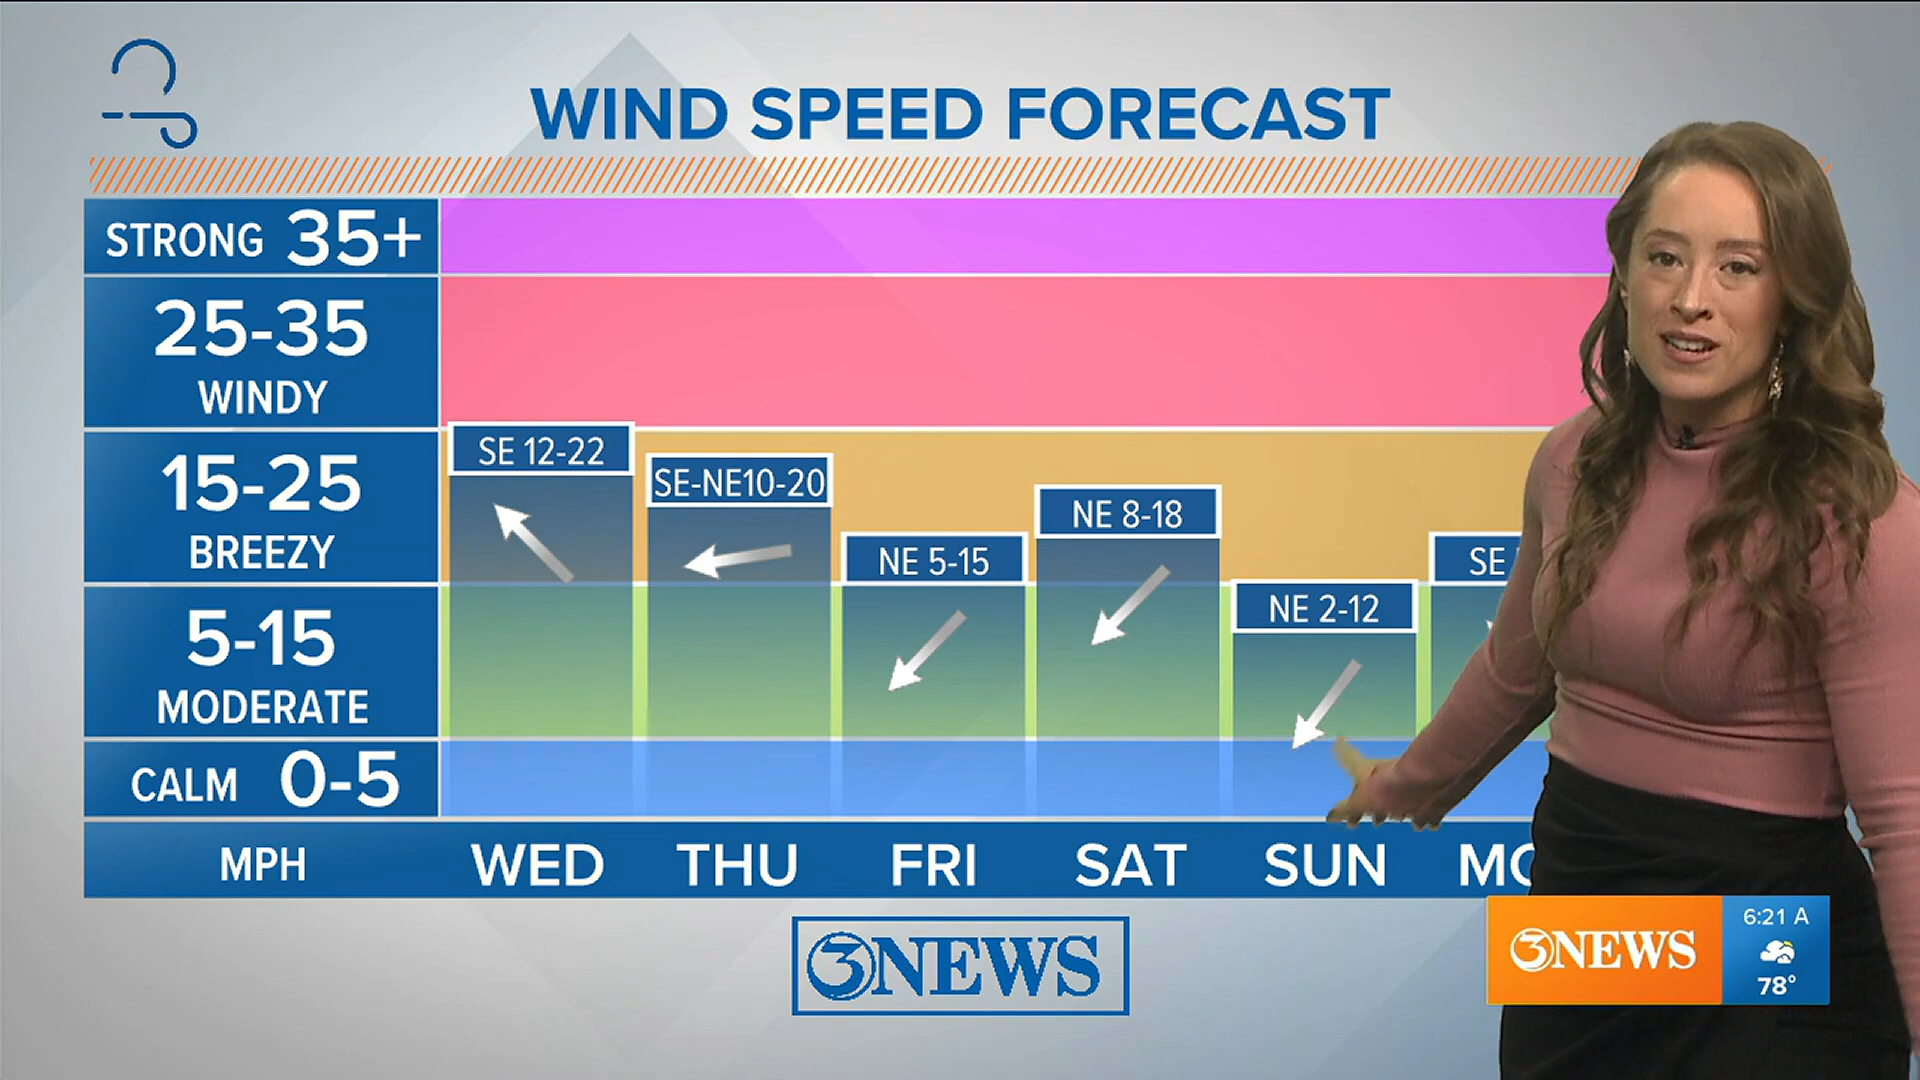 WIND SPEED FORECAST
STRONG 35+
25-35
WINDY
15-25
BREEZY
5-15
MODERATE
CALM 0-5
SE 12-22
SE-NE10-20
NE 5-15
NE 8-18
NE 2-12
SE
MPH WED THU FRI SAT SUN
3NEWS
3NEWS
6:21 A
78°